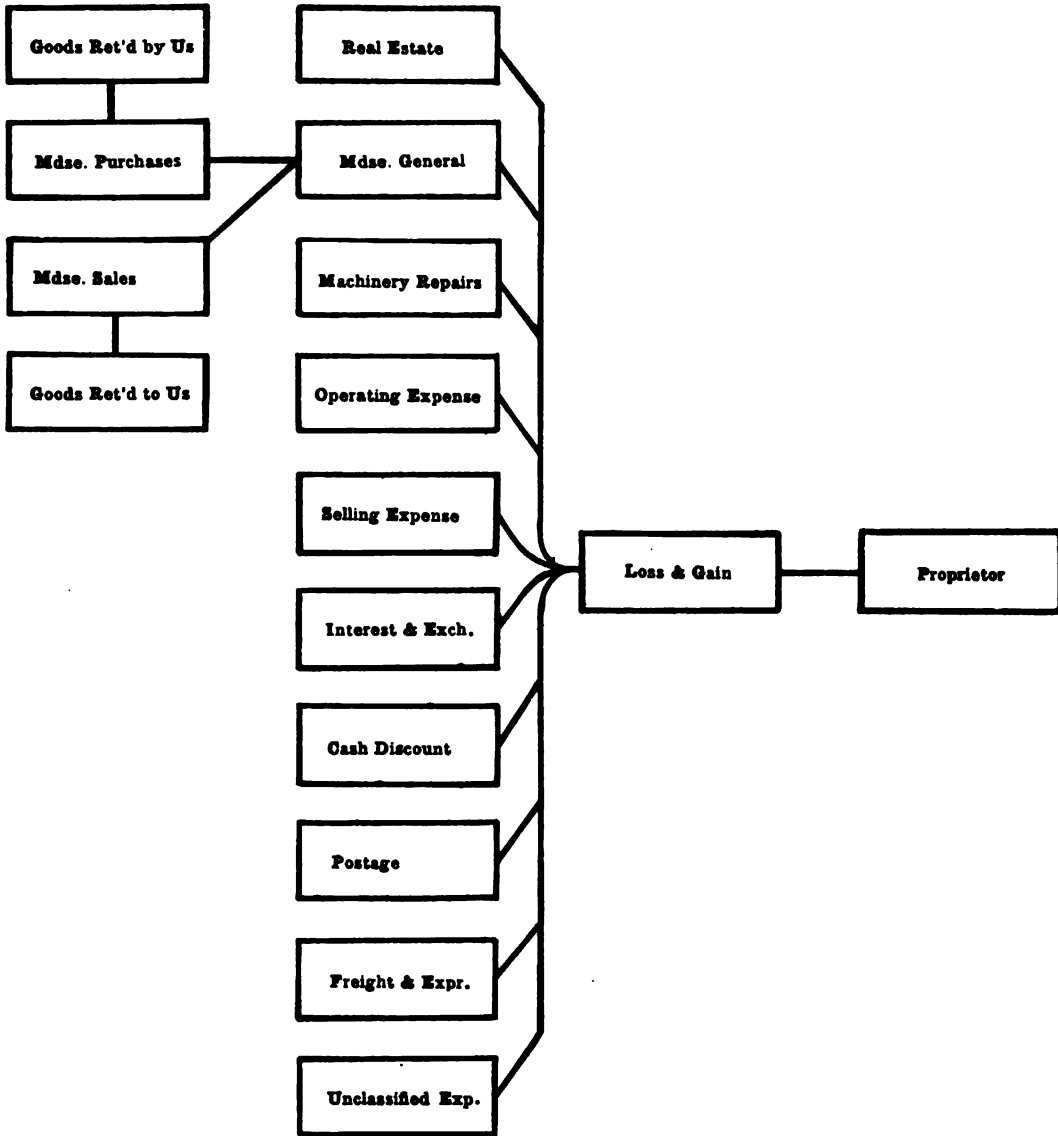 Goods Ret'd by Us
Mdse. Purchases
Mdse. Sales
Goods Ret'd to Us
Real Estate
Mdse. General
Machinery Repairs
Operating Expense
Selling Expense
Interest & Exch.
Cash Discount
Postage
Freight & Expr.
Unclassified Exp.
Loss & Gain
Proprietor